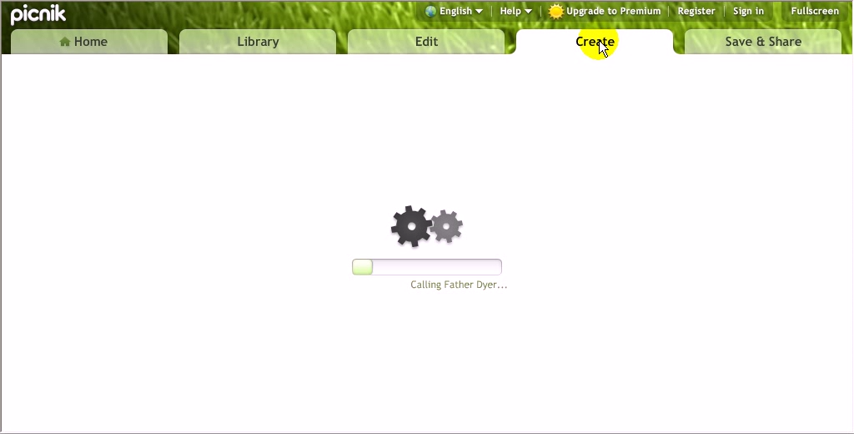 picnik
English Help Upgrade to Premium Register Sign in Fullscreen
Home Library Edit Create Save & Share
Calling Father Dyer...